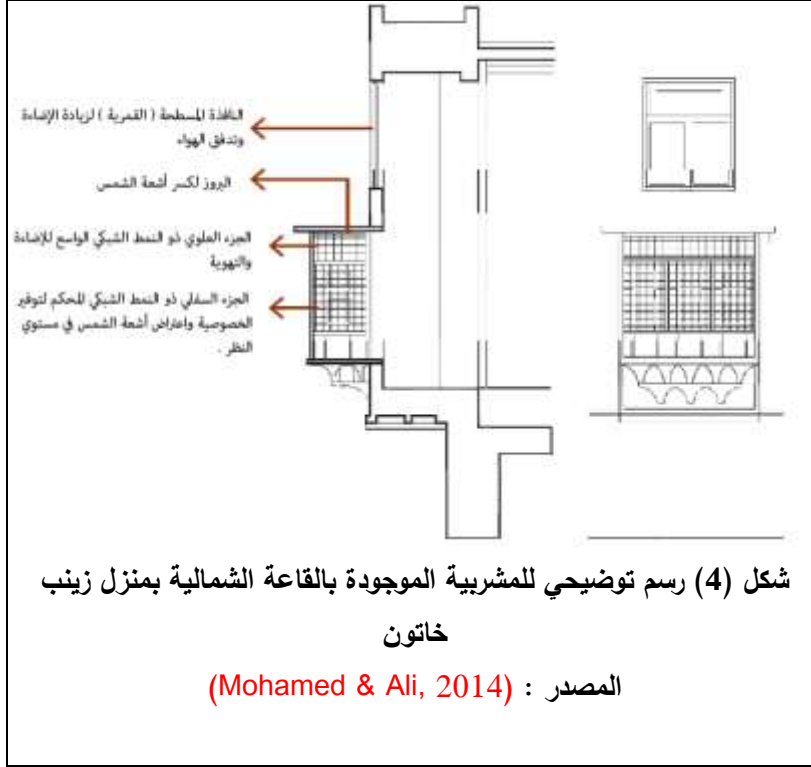 النافذة المسطحة ( القمرية ) لزيادة الإضاءة
وتدفق الهواء
البروز لكسر أشعة الشمس
الجزء العلوي ذو النمط الشبكي الواسع للإضاءة
والتهوية
الجزء السفلي ذو النمط الشبكي المحكم لتوفير
الخصوصية واعتراض أشعة الشمس في مستوي
النظر .
شكل (4) رسم توضيحي للمشربية الموجودة بالقاعة الشمالية بمنزل زينب
خاتون
المصدر : (Mohamed & Ali, 2014)